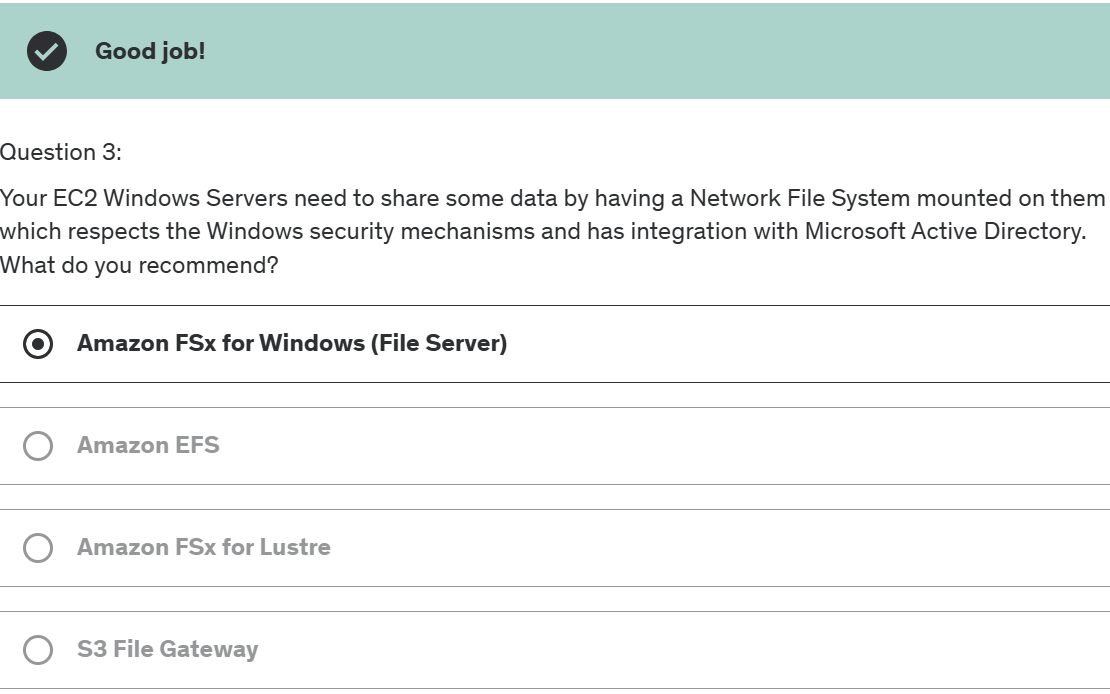 Good job!
Question 3:
Your EC2 Windows Servers need to share some data by having a Network File System mounted on them
which respects the Windows security mechanisms and has integration with Microsoft Active Directory.
What do you recommend?
Amazon FSx for Windows (File Server)
Amazon EFS
Amazon FSx for Lustre
S3 File Gateway